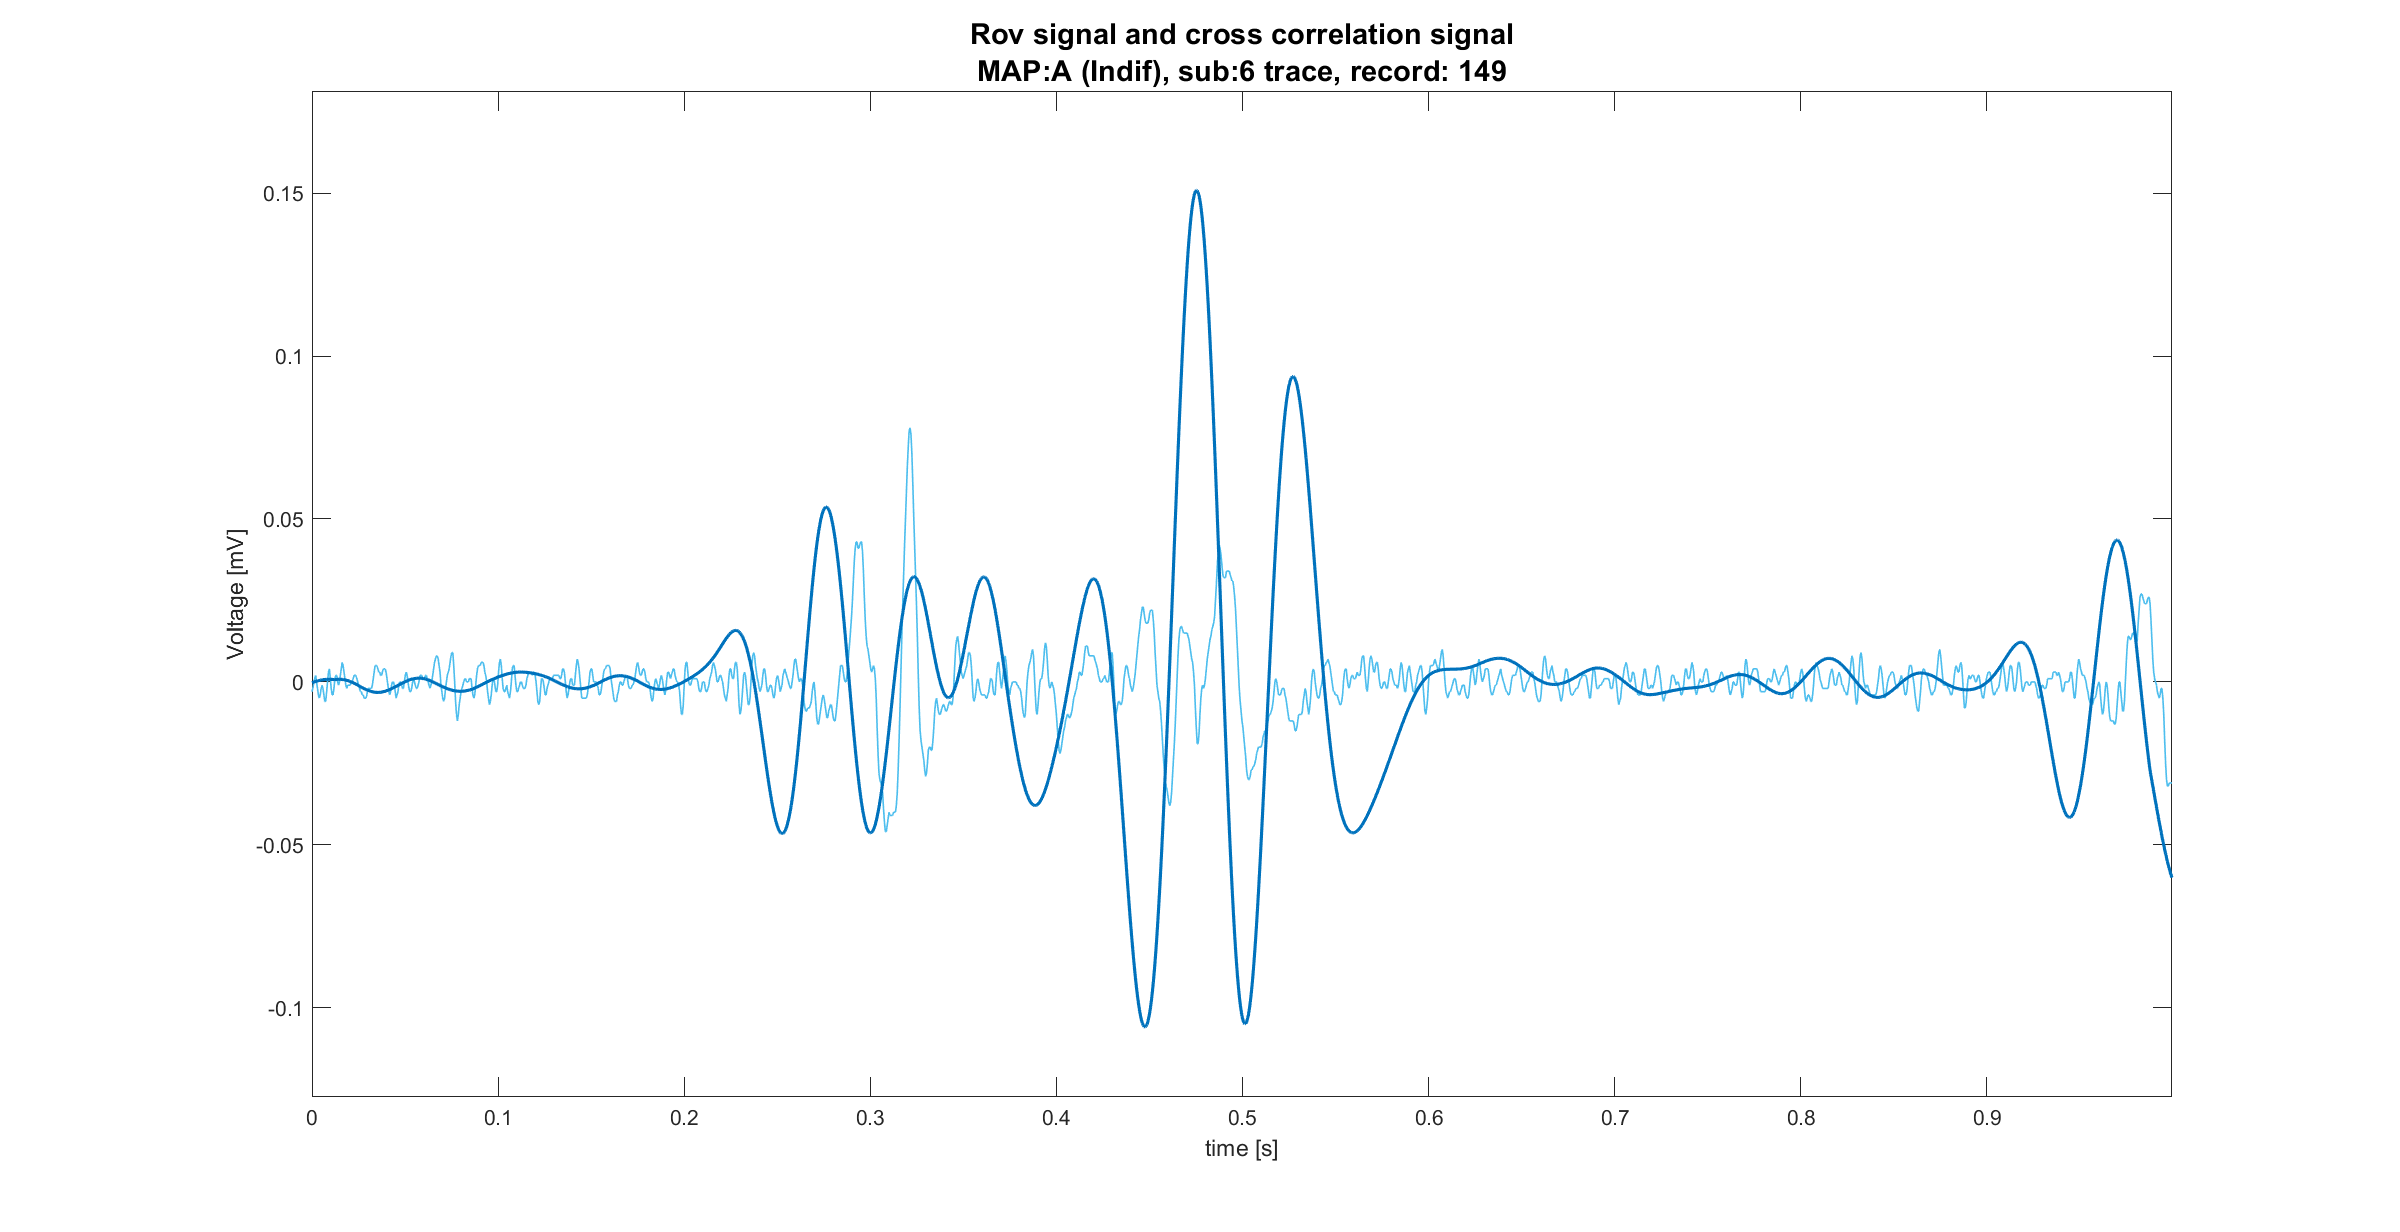 Rov signal and cross correlation signal
MAP:A (Indif), sub:6 trace, record: 149
0.15
0.1
0.05
0
-0.05
-0.1
Voltage [mV]
0 0.1 0.2 0.3 0.4 0.5 0.6 0.7 0.8 0.9
time [s]